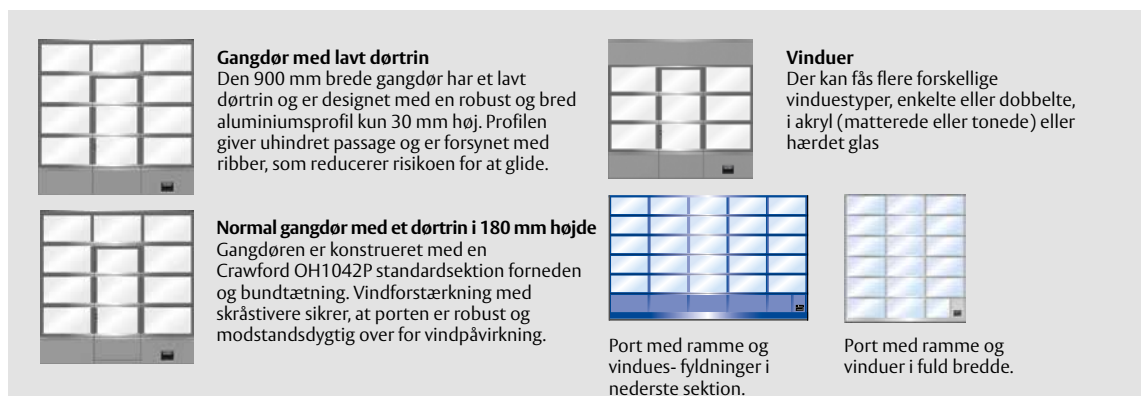 Gangdør med lavt dørtrin
Den 900 mm brede gangdør har et lavt
dørtrin og er designet med en robust og bred
aluminiumsprofil kun 30 mm høj. Profilen
giver uhindret passage og er forsynet med
ribber, som reducerer risikoen for at glide.
Normal gangdør med et dørtrin i 180 mm højde
Gangdøren er konstrueret med en
Crawford OH1042P standardsektion forneden
og bundtætning. Vindforstærkning med
skråstivere sikrer, at porten er robust og
modstandsdygtig over for vindpåvirkning.
Vinduer
Der kan fås flere forskellige
vinduestyper, enkelte eller dobbelte,
i akryl (matterede eller tonede) eller
hærdet glas
Port med ramme og
vindues- fyldninger i
nederste sektion.
Port med ramme og
vinduer i fuld bredde.